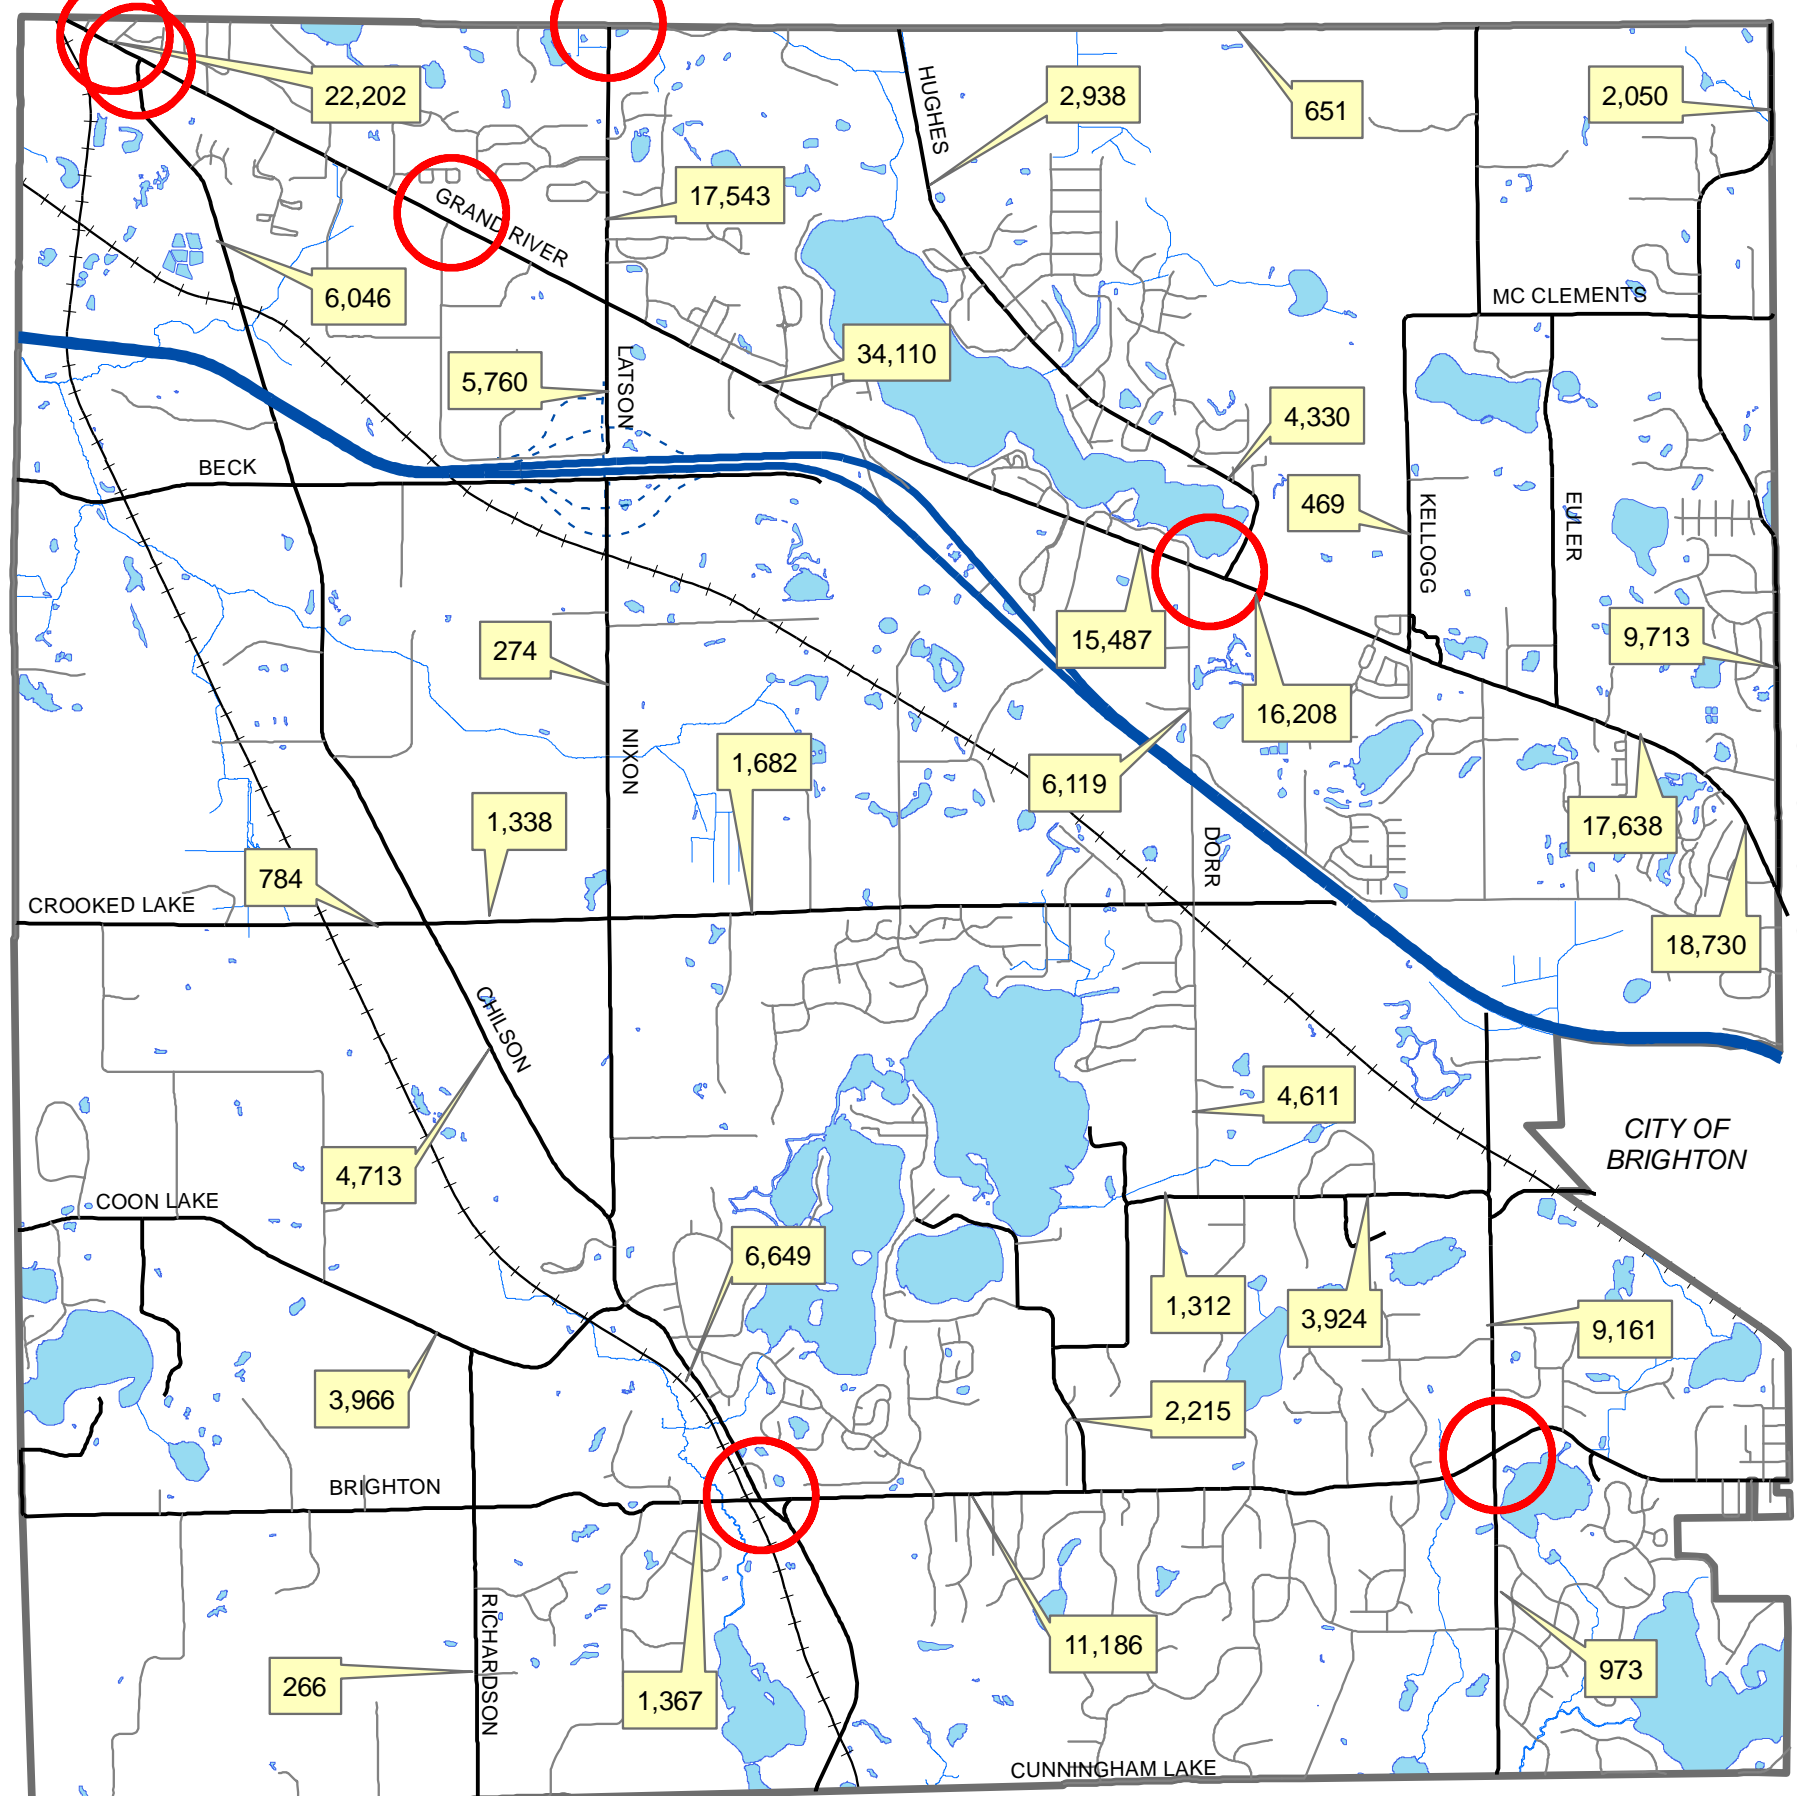 22,202
2,938
651
2,050
HUGHES
17,543
GRAND RIVER
6,046
MC CLEMENTS
34,110
5,760
LATSON
4,330
BECK
469
KELLOGG
EULER
15,487
9,713
274
16,208
NIXON
1,682
6,119
1,338
17,638
DORR
784
CROOKED LAKE
18,730
CHILSON
4,611
CITY OF
BRIGHTON
4,713
COON LAKE
6,649
1,312
3,924
9,161
3,966
2,215
BRIGHTON
RICHARDSON
11,186
266
1,367
973
CUNNINGHAM LAKE